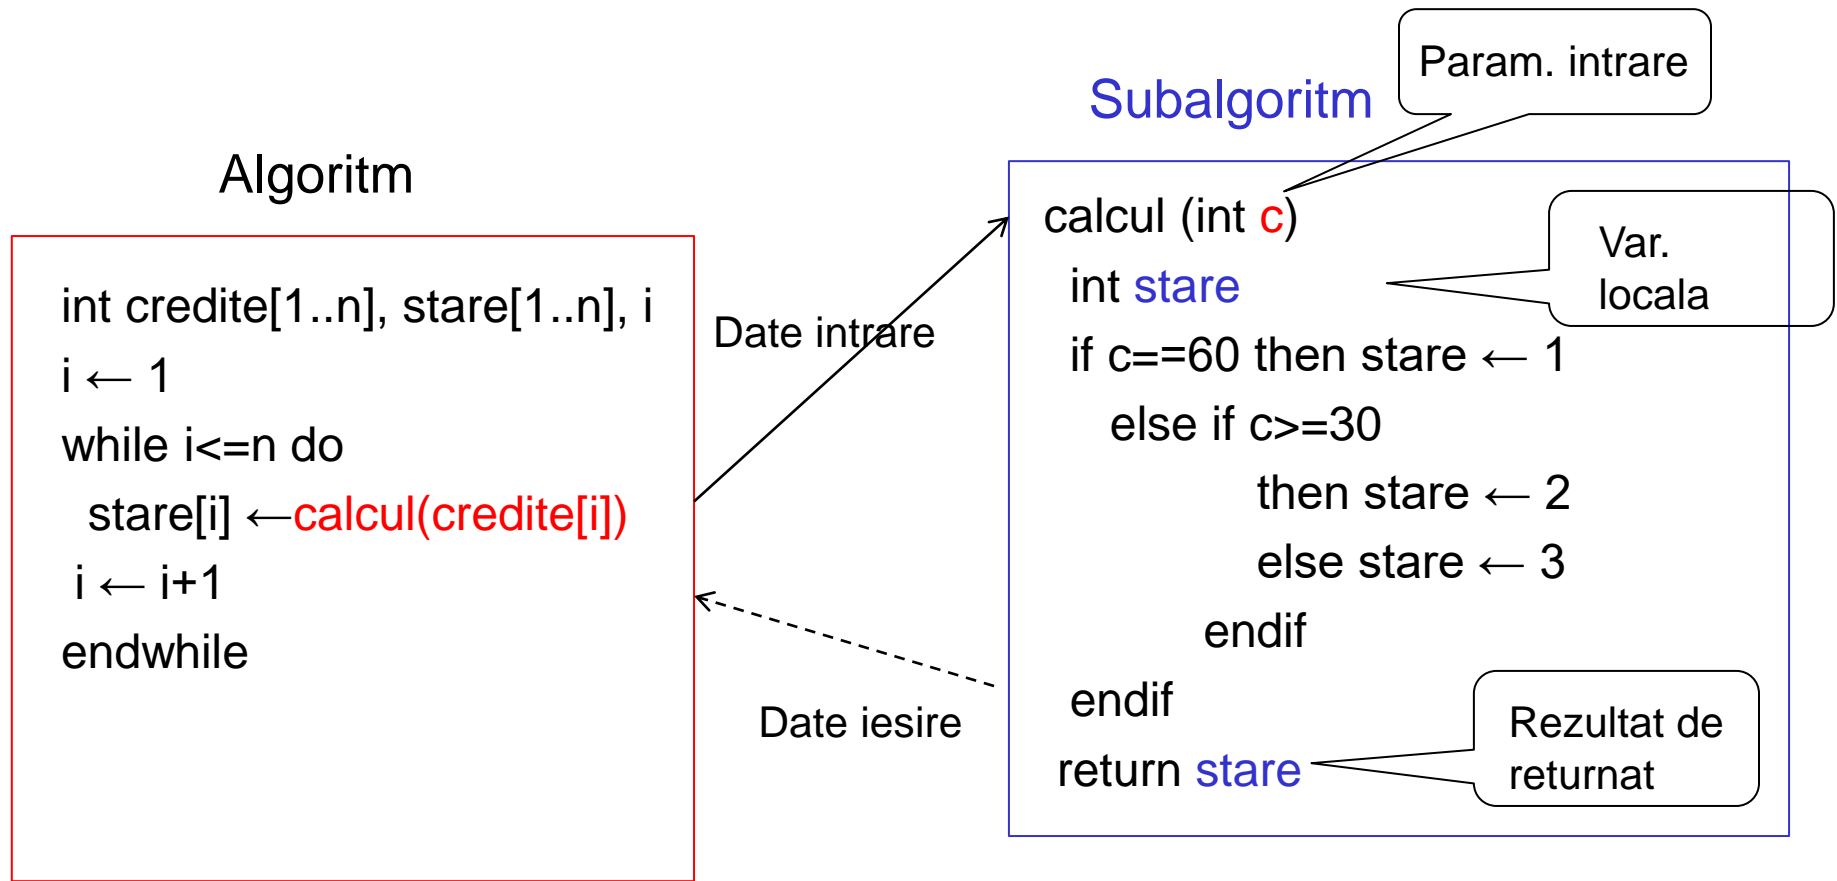 Algoritm
int credite[1..n], stare[1..n], i
i ← 1
while i<=n do
stare[i] ←calcul(credite[i])
i ← i+1
endwhile
Date intrare
Date iesire
Subalgoritm
Param. intrare
calcul (int c)
int stare
Var.
locala
if c==60 then stare ← 1
else if c>=30
then stare ← 2
else stare ← 3
endif
endif
return stare
Rezultat de
returnat